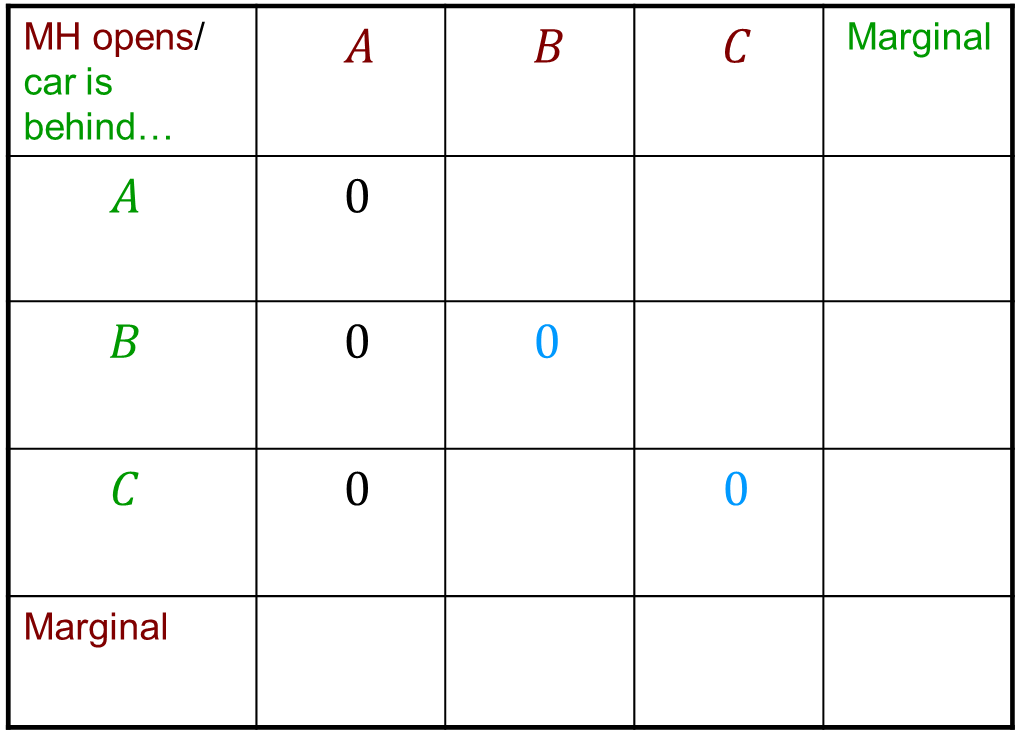 MH opens/ A B C Marginal
car is
behind…
A 0
B 0 0
C 0 0
Marginal